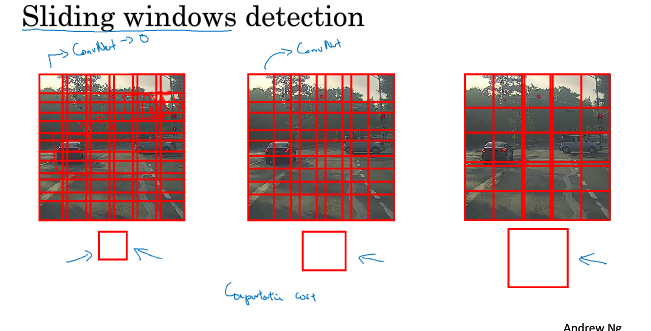 Sliding windows detection
→ ConvNet → 0
→ ConvNet
Computation cost
Andrew Ng